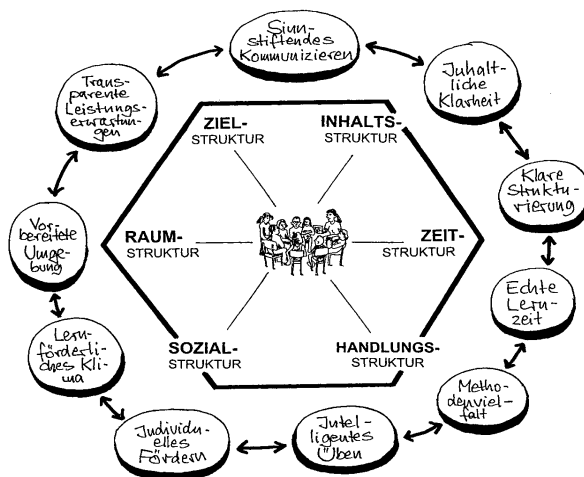 Sinn-
stiftendes
Kommunizieren
Inhalt-
liche
Klarheit
Klare
Struktu-
rierung
Echte
Lern-
zeit
Metho-
denviel-
falt
Intel-
ligentes
Üben
Individu-
elles
Fördern
Lern-
förderli-
ches Kli-
ma
Vor-
bereitete
Umge-
bung
Trans-
parente
Leistungs-
erwartun-
gen
ZIEL-
STRUKTUR
INHALTS-
STRUKTUR
RAUM-
STRUKTUR
ZEIT-
STRUKTUR
SOZIAL-
STRUKTUR
HANDLUNGS-
STRUKTUR